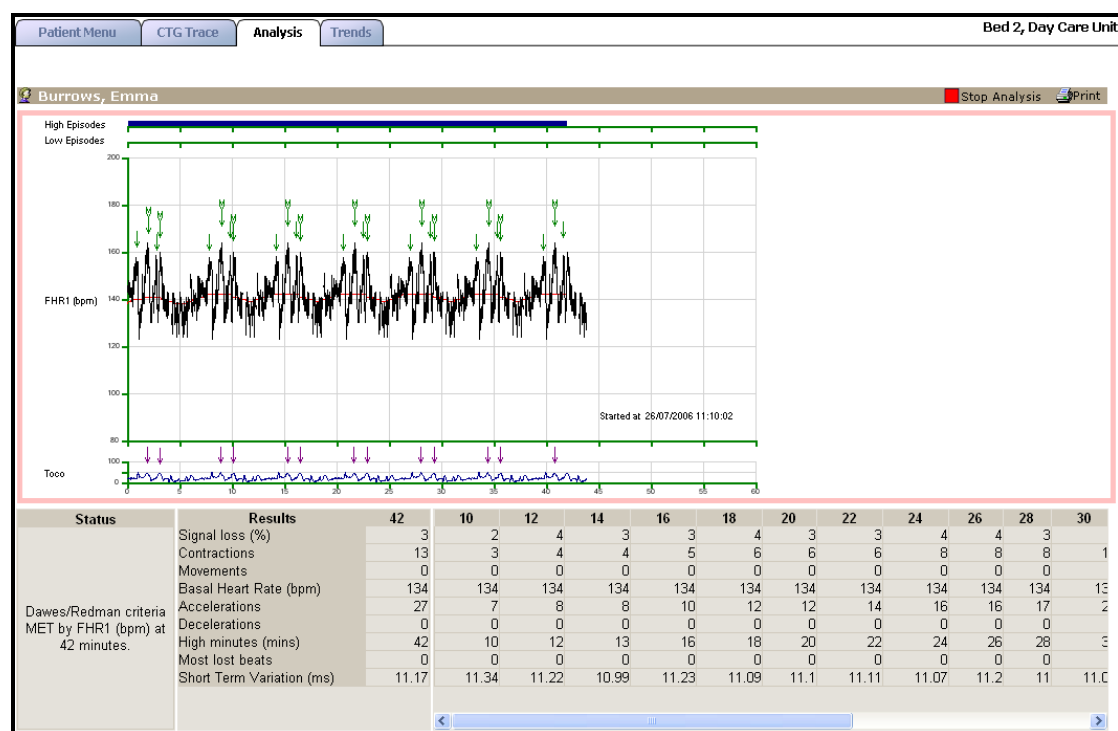 Patient Menu CTG Trace Analysis Trends Bed 2, Day Care Unit
Burrows, Emma Stop Analysis Print
High Episodes
Low Episodes
200
180
160
FHR1 (bpm) 140
120
100
Started at 26/07/2006 11:10:02
80
100
Toco
0
0 5 10 15 20 25 30 35 40 45 50 55 60
Status Results 42 10 12 14 16 18 20 22 24 26 28 30
Signal loss (%) 3 2 4 3 3 4 3 3 4 4 3
Contractions 13 3 4 4 5 6 6 6 8 8 8 1
Movements 0 0 0 0 0 0 0 0 0 0 0
Basal Heart Rate (bpm) 134 134 134 134 134 134 134 134 134 134 134 13
Dawes/Redman criteria Accelerations 27 7 8 8 10 12 12 14 16 16 17 2
MET by FHR1 (bpm) at Decelerations 0 0 0 0 0 0 0 0 0 0 0
42 minutes. High minutes (mins) 42 10 12 13 16 18 20 22 24 26 28 3
Most lost beats 0 0 0 0 0 0 0 0 0 0 0
Short Term Variation (ms) 11.17 11.34 11.22 10.99 11.23 11.09 11.1 11.11 11.07 11.2 11 11.0